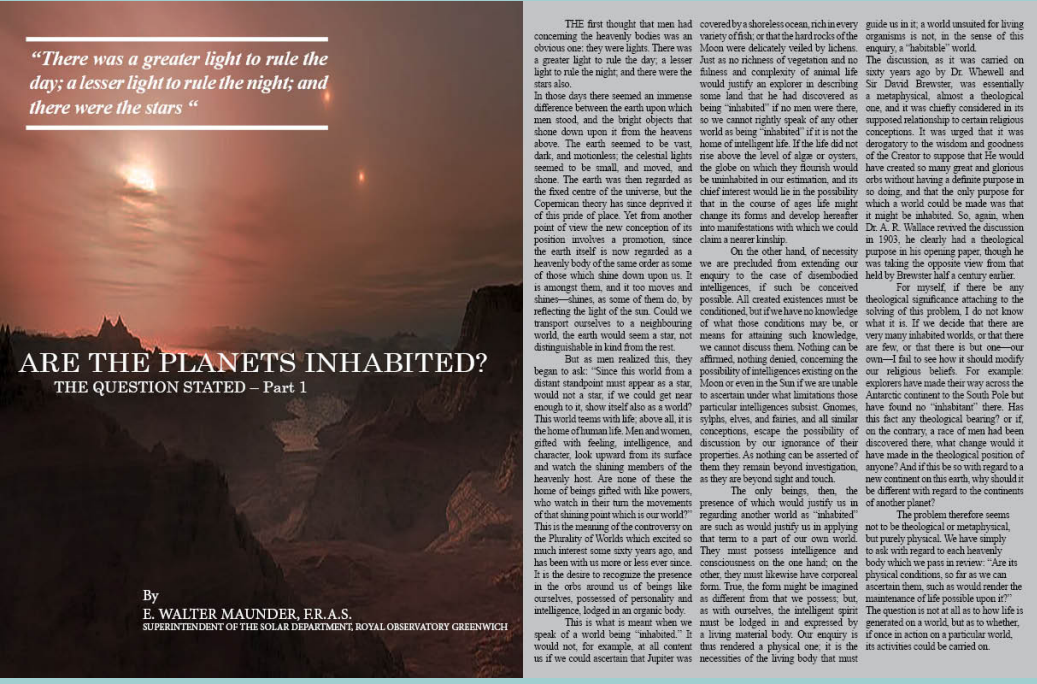 “There was a greater light to rule the
day; a lesser light to rule the night; and
there were the stars “
ARE THE PLANETS INHABITED?
THE QUESTION STATED – Part 1
By
E. WALTER MAUNDER, F.R.A.S.
SUPERINTENDENT OF THE SOLAR DEPARTMENT, ROYAL OBSERVATORY GREENWICH
THE first thought that men had
concerning the heavenly bodies was an
obvious one: they were lights. There was
a greater light to rule the day; a lesser
light to rule the night; and there were the
stars also.
In those days there seemed an immense
difference between the earth upon which
men stood, and the bright objects that
shone down upon it from the heavens
above. The earth seemed to be vast,
dark, and motionless; the celestial lights
seemed to be small, and moved, and
shone. The earth was then regarded as
the fixed centre of the universe, but the
Copernican theory has since deprived it
of this pride of place. Yet from another
point of view the new conception of its
position involves a promotion, since
the earth itself is now regarded as a
heavenly body of the same order as some
of those which shine down upon us. It
is amongst them, and it too moves and
shines—shines, as some of them do, by
reflecting the light of the sun. Could we
transport ourselves to a neighbouring
world, the earth would seem a star, not
distinguishable in kind from the rest.
But as men realized this, they
began to ask: “Since this world from a
distant standpoint must appear as a star,
would not a star, if we could get near
enough to it, show itself also as a world?
This world teems with life; above all, it is
the home of human life. Men and women,
gifted with feeling, intelligence, and
character, look upward from its surface
and watch the shining members of the
heavenly host. Are none of these the
home of beings gifted with like powers,
who watch in their turn the movements
of that shining point which is our world?”
This is the meaning of the controversy on
the Plurality of Worlds which excited so
much interest some sixty years ago, and
has been with us more or less ever since.
It is the desire to recognize the presence
in the orbs around us of beings like
ourselves, possessed of personality and
intelligence, lodged in an organic body.
This is what is meant when we
speak of a world being “inhabited.” It
would not, for example, at all content
us if we could ascertain that Jupiter was
covered by a shoreless ocean, rich in every
variety of fish; or that the hard rocks of the
Moon were delicately veiled by lichens.
Just as no richness of vegetation and no
fulness and complexity of animal life
would justify an explorer in describing
some land that he had discovered as
being “inhabited” if no men were there,
so we cannot rightly speak of any other
world as being “inhabited” if it is not the
home of intelligent life. If the life did not
rise above the level of algæ or oysters,
the globe on which they flourish would
be uninhabited in our estimation, and its
chief interest would lie in the possibility
that in the course of ages life might
change its forms and develop hereafter
into manifestations with which we could
claim a nearer kinship.
On the other hand, of necessity
we are precluded from extending our
enquiry to the case of disembodied
intelligences, if such be conceived
possible. All created existences must be
conditioned, but if we have no knowledge
of what those conditions may be, or
means for attaining such knowledge,
we cannot discuss them. Nothing can be
affirmed, nothing denied, concerning the
possibility of intelligences existing on the
Moon or even in the Sun if we are unable
to ascertain under what limitations those
particular intelligences subsist. Gnomes,
sylphs, elves, and fairies, and all similar
conceptions, escape the possibility of
discussion by our ignorance of their
properties. As nothing can be asserted of
them they remain beyond investigation,
as they are beyond sight and touch.
The only beings, then, the
presence of which would justify us in
regarding another world as “inhabited”
are such as would justify us in applying
that term to a part of our own world.
They must possess intelligence and
consciousness on the one hand; on the
other, they must likewise have corporeal
form. True, the form might be imagined
as different from that we possess; but,
as with ourselves, the intelligent spirit
must be lodged in and expressed by
a living material body. Our enquiry is
thus rendered a physical one; it is the
necessities of the living body that must
guide us in it; a world unsuited for living
organisms is not, in the sense of this
enquiry, a “habitable” world.
The discussion, as it was carried on
sixty years ago by Dr. Whewell and
Sir David Brewster, was essentially
a metaphysical, almost a theological
one, and it was chiefly considered in its
supposed relationship to certain religious
conceptions. It was urged that it was
derogatory to the wisdom and goodness
of the Creator to suppose that He would
have created so many great and glorious
orbs without having a definite purpose in
so doing, and that the only purpose for
which a world could be made was that
it might be inhabited. So, again, when
Dr. A. R. Wallace revived the discussion
in 1903, he clearly had a theological
purpose in his opening paper, though he
was taking the opposite view from that
held by Brewster half a century earlier.
For myself, if there be any
theological significance attaching to the
solving of this problem, I do not know
what it is. If we decide that there are
very many inhabited worlds, or that there
are few, or that there is but one—our
own—I fail to see how it should modify
our religious beliefs. For example:
explorers have made their way across the
Antarctic continent to the South Pole but
have found no “inhabitant” there. Has
this fact any theological bearing? or if,
on the contrary, a race of men had been
discovered there, what change would it
have made in the theological position of
anyone? And if this be so with regard to a
new continent on this earth, why should it
be different with regard to the continents
of another planet?
The problem therefore seems
not to be theological or metaphysical,
but purely physical. We have simply
to ask with regard to each heavenly
body which we pass in review: “Are its
physical conditions, so far as we can
ascertain them, such as would render the
maintenance of life possible upon it?”
The question is not at all as to how life is
generated on a world, but as to whether,
if once in action on a particular world,
its activities could be carried on.